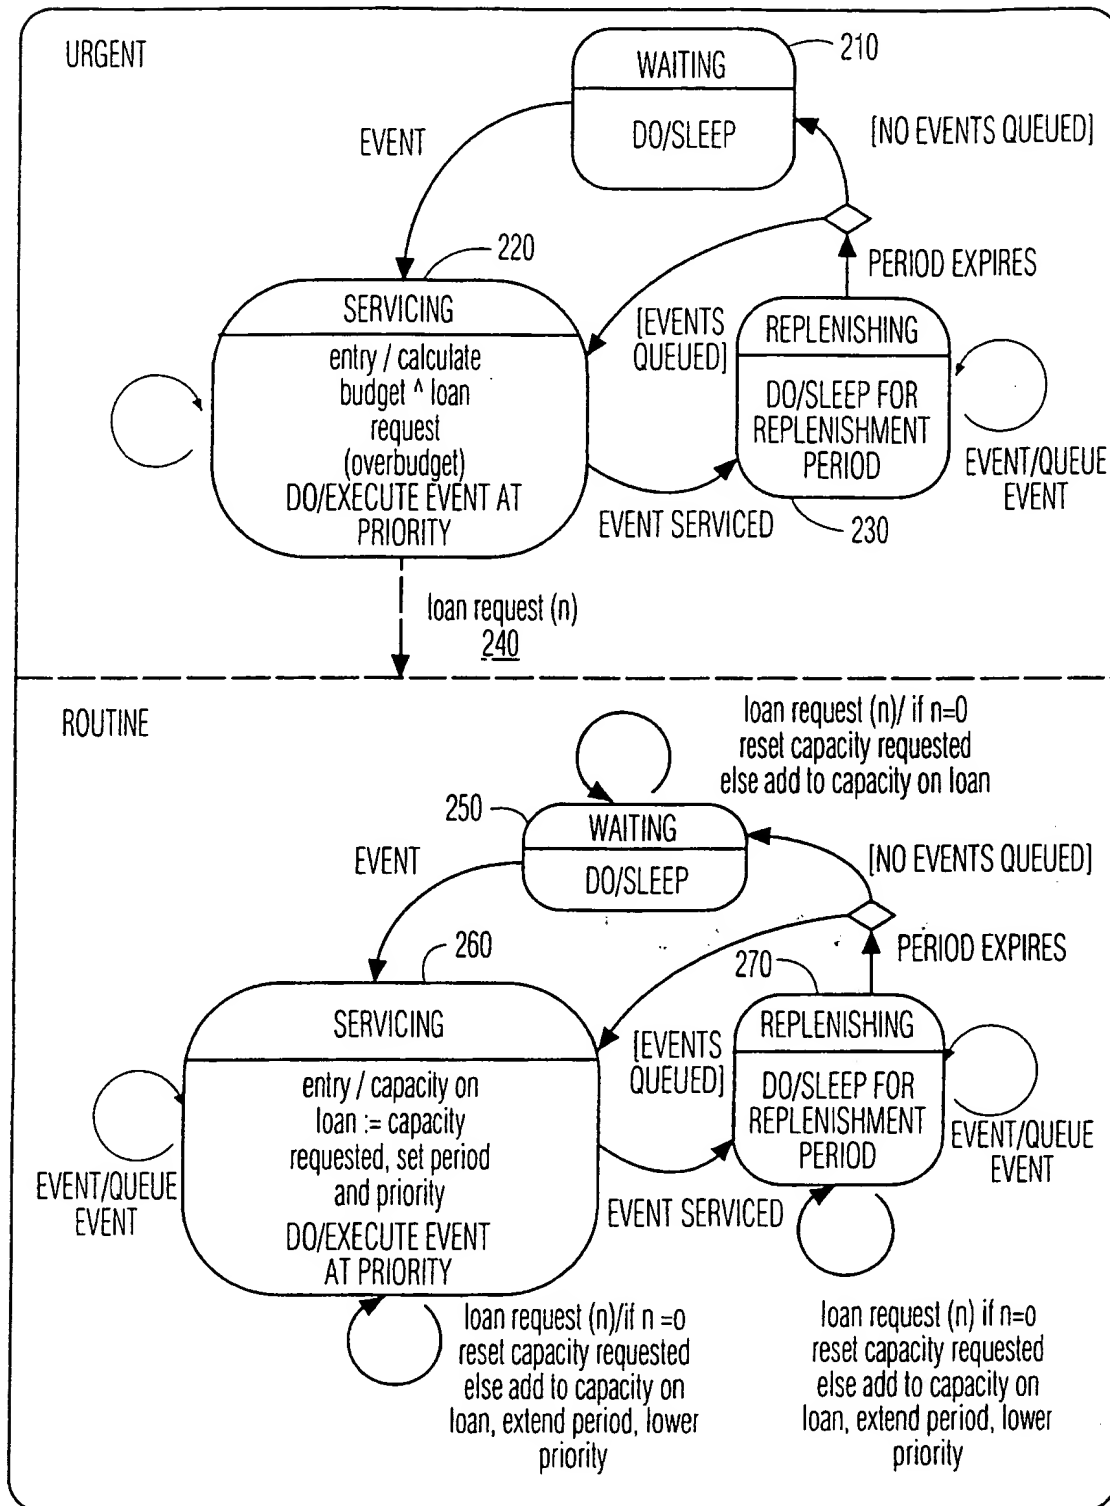 URGENT
210
WAITING
DO/SLEEP
EVENT
[NO EVENTS QUEUED]
PERIOD EXPIRES
220
SERVICING
entry / calculate
budget ^ loan
request
(overbudget)
DO/EXECUTE EVENT AT
PRIORITY
[EVENTS
QUEUED]
REPLENISHING
DO/SLEEP FOR
REPLENISHMENT
PERIOD
EVENT/QUEUE
EVENT
EVENT SERVICED
230
loan request (n)
240
ROUTINE
loan request (n)/ if n=0
reset capacity requested
else add to capacity on loan
250
WAITING
DO/SLEEP
EVENT
[NO EVENTS QUEUED]
PERIOD EXPIRES
260
SERVICING
entry / capacity on
loan := capacity
requested, set period
and priority
DO/EXECUTE EVENT
AT PRIORITY
EVENT/QUEUE
EVENT
[EVENTS
QUEUED]
270
REPLENISHING
DO/SLEEP FOR
REPLENISHMENT
PERIOD
EVENT/QUEUE
EVENT
EVENT SERVICED
loan request (n)/if n =o
reset capacity requested
else add to capacity on
loan, extend period, lower
priority
loan request (n) if n=o
reset capacity requested
else add to capacity on
loan, extend period, lower
priority